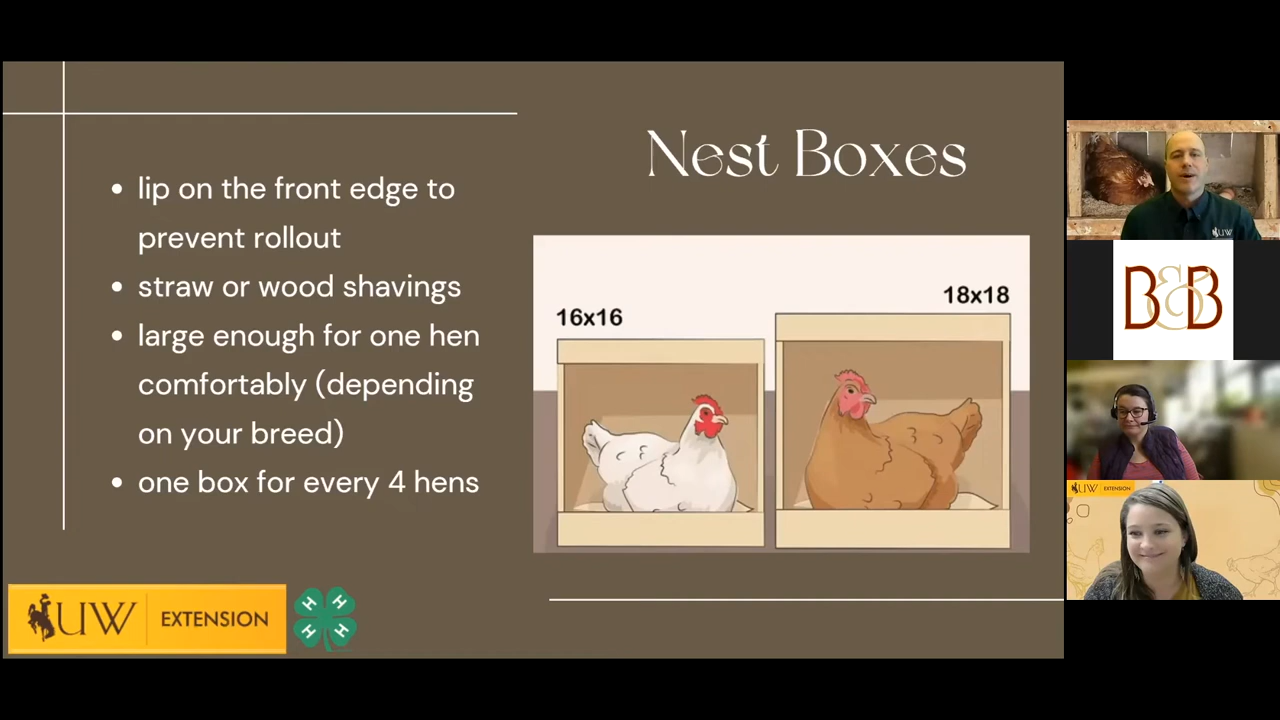 Nest Boxes
lip on the front edge to
prevent rollout
straw or wood shavings
large enough for one hen
comfortably (depending
on your breed)
one box for every 4 hens
16x16
18x18
UW EXTENSION
H H
H H
UW
B&B
UW EXTENSION